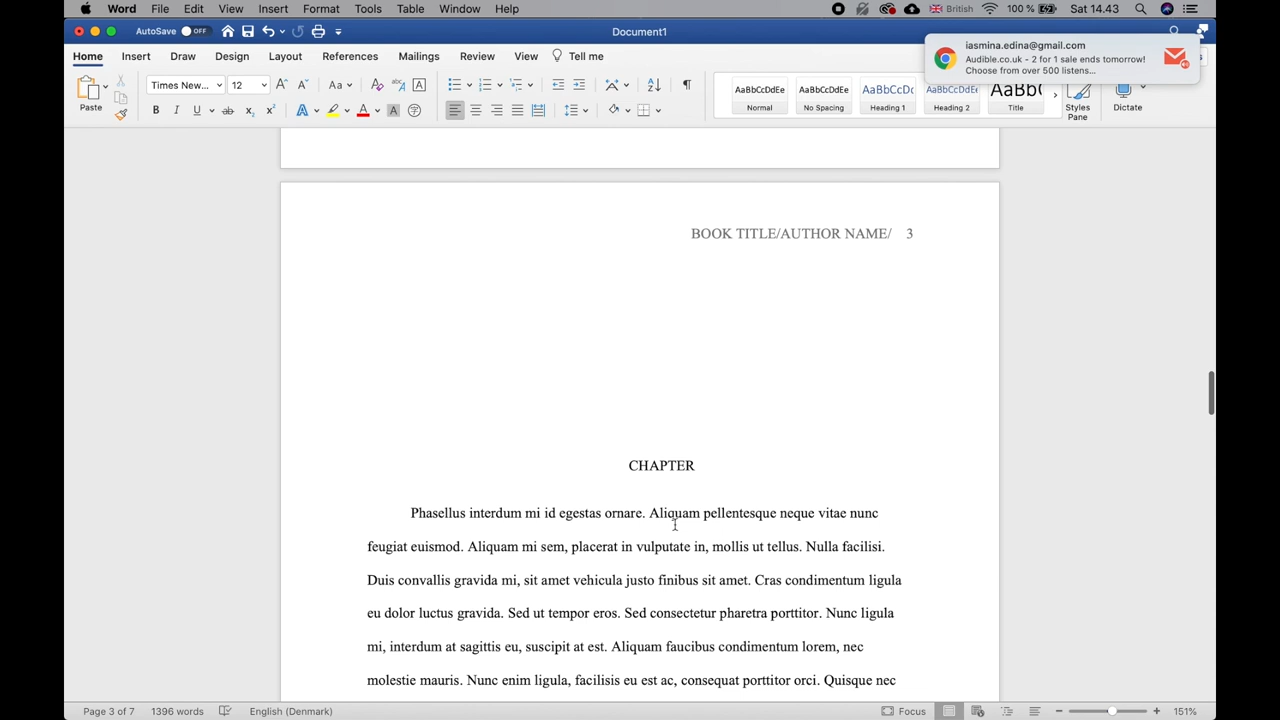 Word File Edit View Insert Format Tools Table Window Help British 100 % Sat 14.43
AutoSave OFF Document1
Home Insert Draw Design Layout References Mailings Review View Tell me
iasmina.edina@gmail.com
Audible.co.uk - 2 for 1 sale ends tomorrow!
Choose from over 500 listens...
Paste
Times New... 12 Aa
B I U ab x2 x2 A A A
AaBbCcDdEe AaBbCcDdEe AaBbCcDc AaBbCcDdEe AaBb(
Normal No Spacing Heading 1 Heading 2 Title
Styles Pane
Dictate
BOOK TITLE/AUTHOR NAME/ 3
CHAPTER
Phasellus interdum mi id egestas ornare. Aliquam pellentesque neque vitae nunc
feugiat euismod. Aliquam mi sem, placerat in vulputate in, mollis ut tellus. Nulla facilisi.
Duis convallis gravida mi, sit amet vehicula justo finibus sit amet. Cras condimentum ligula
eu dolor luctus gravida. Sed ut tempor eros. Sed consectetur pharetra porttitor. Nunc ligula
mi, interdum at sagittis eu, suscipit at est. Aliquam faucibus condimentum lorem, nec
molestie mauris. Nunc enim ligula, facilisis eu est ac, consequat porttitor orci. Quisque nec
Page 3 of 7 1396 words English (Denmark) Focus 151%